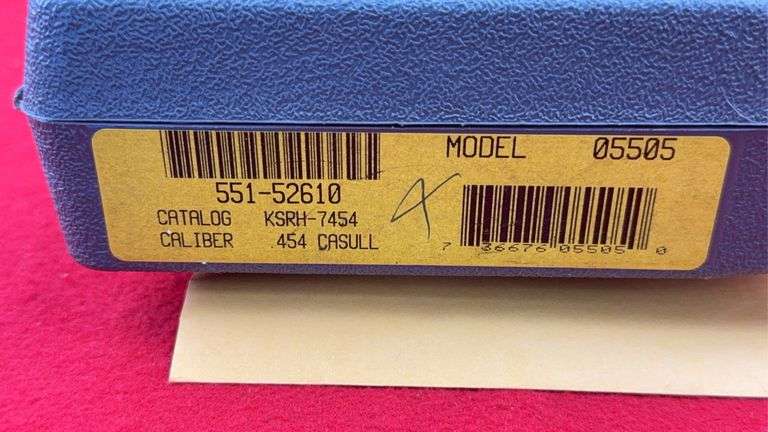 MODEL 05505
551-52610
CATALOG KSRH-7454
CALIBER 454 CASULL
7 36676 05505 0